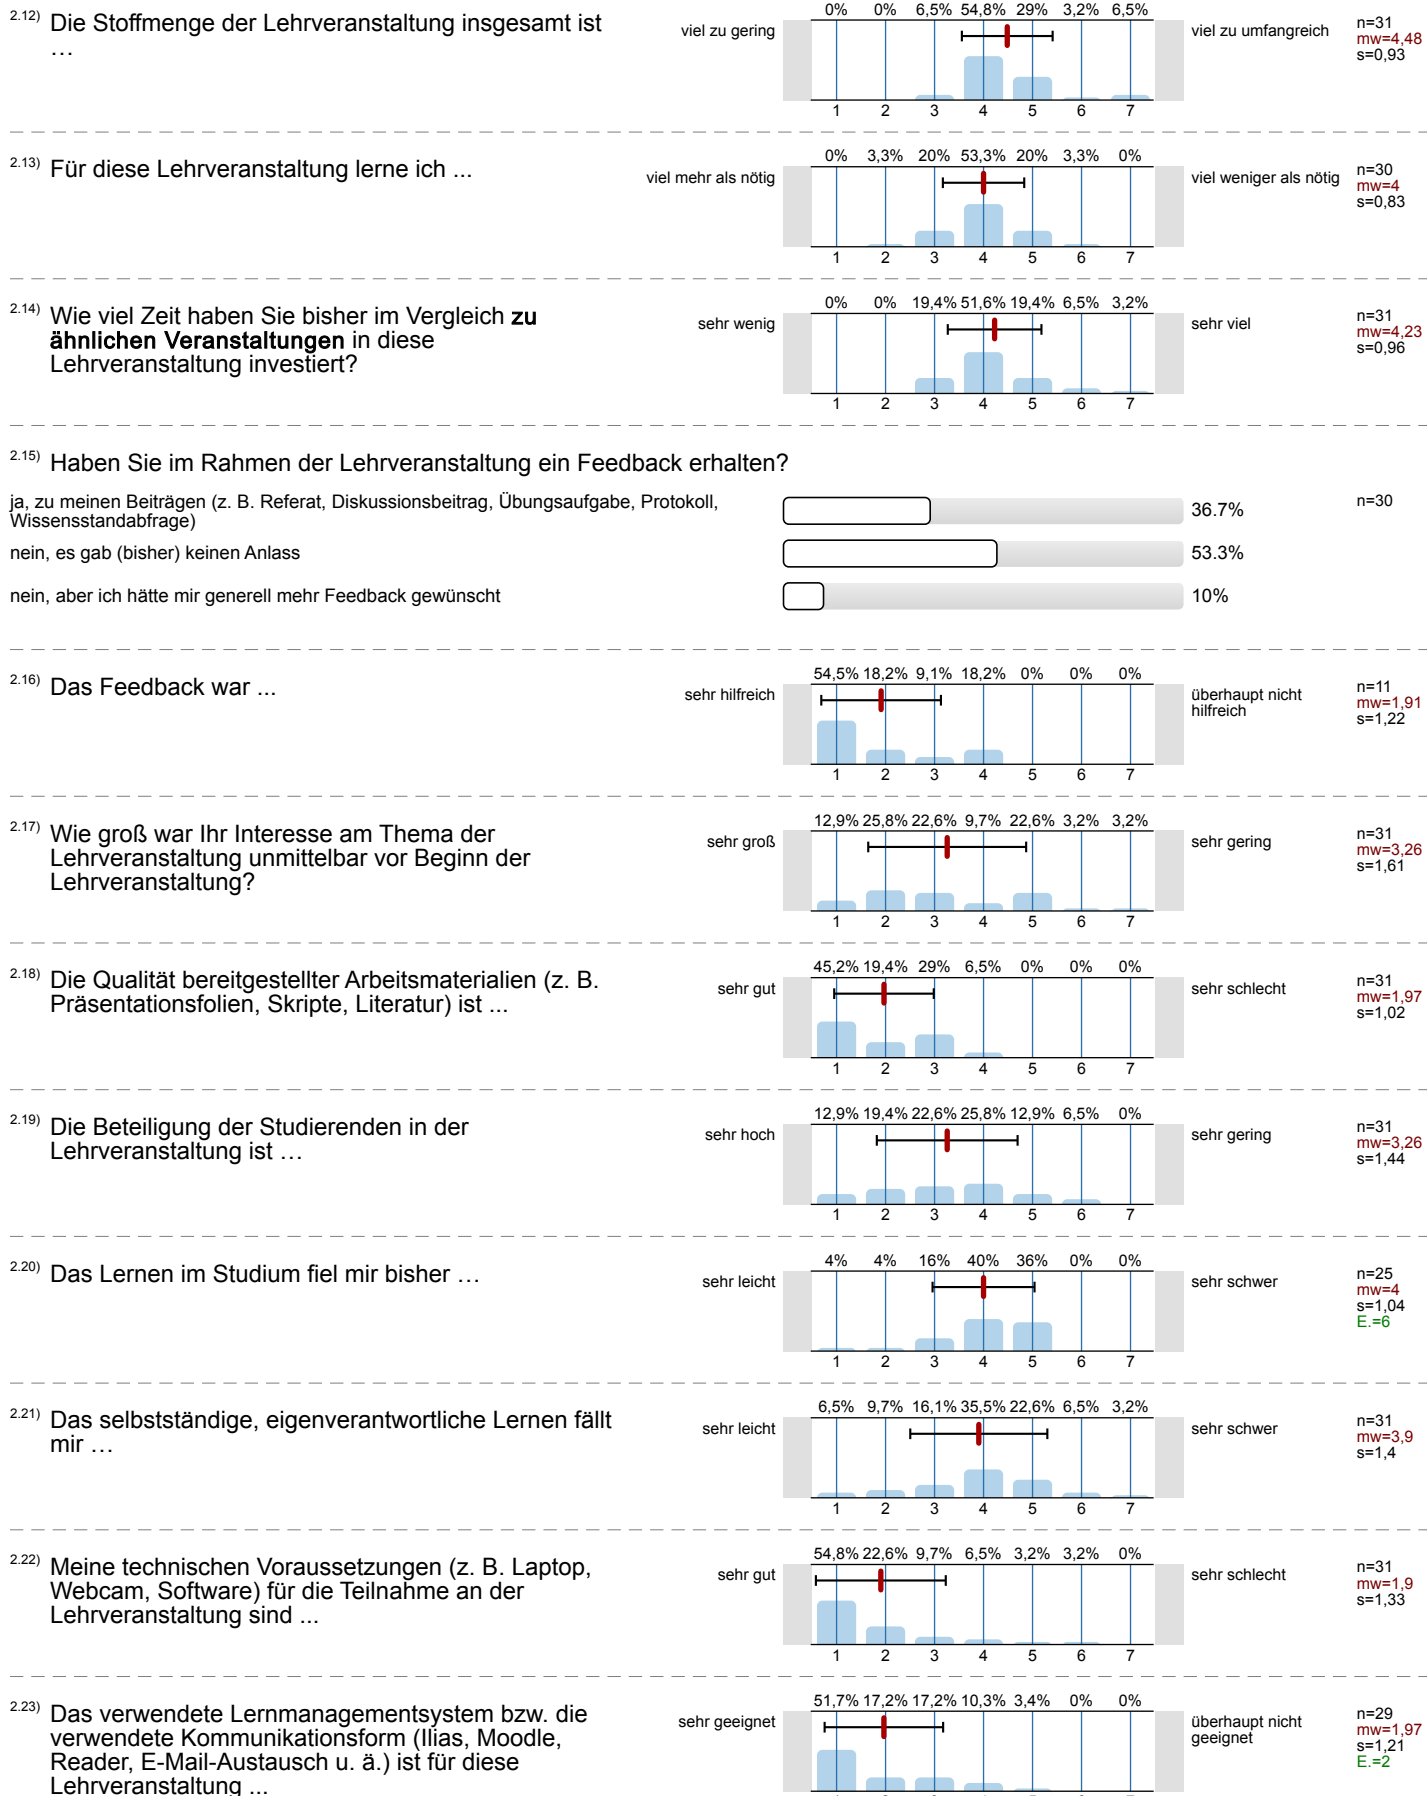 2.12) Die Stoffmenge der Lehrveranstaltung insgesamt ist
…
viel zu gering
0% 0% 6,5% 54,8% 29% 3,2% 6,5%
1 2 3 4 5 6 7
viel zu umfangreich
n=31
mw=4,48
s=0,93
2.13) Für diese Lehrveranstaltung lerne ich ...
viel mehr als nötig
0% 3,3% 20% 53,3% 20% 3,3% 0%
1 2 3 4 5 6 7
viel weniger als nötig
n=30
mw=4
s=0,83
2.14) Wie viel Zeit haben Sie bisher im Vergleich zu
ähnlichen Veranstaltungen in diese
Lehrveranstaltung investiert?
sehr wenig
0% 0% 19,4% 51,6% 19,4% 6,5% 3,2%
1 2 3 4 5 6 7
sehr viel
n=31
mw=4,23
s=0,96
2.15) Haben Sie im Rahmen der Lehrveranstaltung ein Feedback erhalten?
ja, zu meinen Beiträgen (z. B. Referat, Diskussionsbeitrag, Übungsaufgabe, Protokoll,
Wissensstandabfrage)
36.7%
n=30
nein, es gab (bisher) keinen Anlass
53.3%
nein, aber ich hätte mir generell mehr Feedback gewünscht
10%
2.16) Das Feedback war ...
sehr hilfreich
54,5% 18,2% 9,1% 18,2% 0% 0% 0%
1 2 3 4 5 6 7
überhaupt nicht
hilfreich
n=11
mw=1,91
s=1,22
2.17) Wie groß war Ihr Interesse am Thema der
Lehrveranstaltung unmittelbar vor Beginn der
Lehrveranstaltung?
sehr groß
12,9% 25,8% 22,6% 9,7% 22,6% 3,2% 3,2%
1 2 3 4 5 6 7
sehr gering
n=31
mw=3,26
s=1,61
2.18) Die Qualität bereitgestellter Arbeitsmaterialien (z. B.
Präsentationsfolien, Skripte, Literatur) ist ...
sehr gut
45,2% 19,4% 29% 6,5% 0% 0% 0%
1 2 3 4 5 6 7
sehr schlecht
n=31
mw=1,97
s=1,02
2.19) Die Beteiligung der Studierenden in der
Lehrveranstaltung ist …
sehr hoch
12,9% 19,4% 22,6% 25,8% 12,9% 6,5% 0%
1 2 3 4 5 6 7
sehr gering
n=31
mw=3,26
s=1,44
2.20) Das Lernen im Studium fiel mir bisher …
sehr leicht
4% 4% 16% 40% 36% 0% 0%
1 2 3 4 5 6 7
sehr schwer
n=25
mw=4
s=1,04
E.=6
2.21) Das selbstständige, eigenverantwortliche Lernen fällt
mir …
sehr leicht
6,5% 9,7% 16,1% 35,5% 22,6% 6,5% 3,2%
1 2 3 4 5 6 7
sehr schwer
n=31
mw=3,9
s=1,4
2.22) Meine technischen Voraussetzungen (z. B. Laptop,
Webcam, Software) für die Teilnahme an der
Lehrveranstaltung sind ...
sehr gut
54,8% 22,6% 9,7% 6,5% 3,2% 3,2% 0%
1 2 3 4 5 6 7
sehr schlecht
n=31
mw=1,9
s=1,33
2.23) Das verwendete Lernmanagementsystem bzw. die
verwendete Kommunikationsform (Ilias, Moodle,
Reader, E-Mail-Austausch u. ä.) ist für diese
Lehrveranstaltung ...
sehr geeignet
51,7% 17,2% 17,2% 10,3% 3,4% 0% 0%
überhaupt nicht
geeignet
n=29
mw=1,97
s=1,21
E.=2